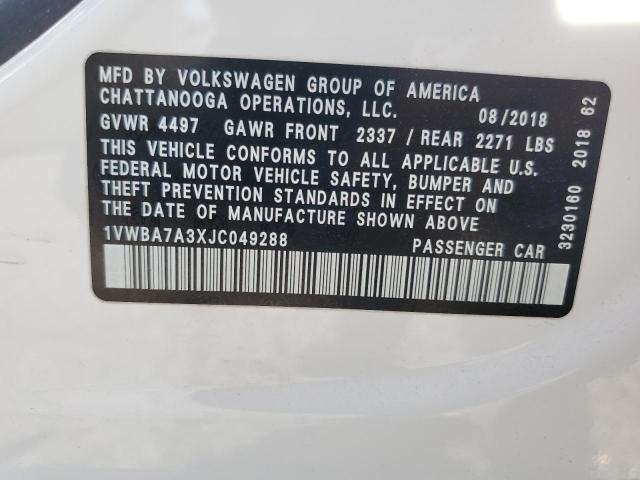 MFD BY VOLKSWAGEN GROUP OF AMERICA
CHATTANOOGA OPERATIONS, LLC. 08/2018
GVWR 4497 GAWR FRONT 2337 / REAR 2271 LBS
THIS VEHICLE CONFORMS TO ALL APPLICABLE U.S.
FEDERAL MOTOR VEHICLE SAFETY, BUMPER AND
THEFT PREVENTION STANDARDS IN EFFECT ON
THE DATE OF MANUFACTURE SHOWN ABOVE
1VWBA7A3XJC049288 PASSENGER CAR
3230160 2018 62